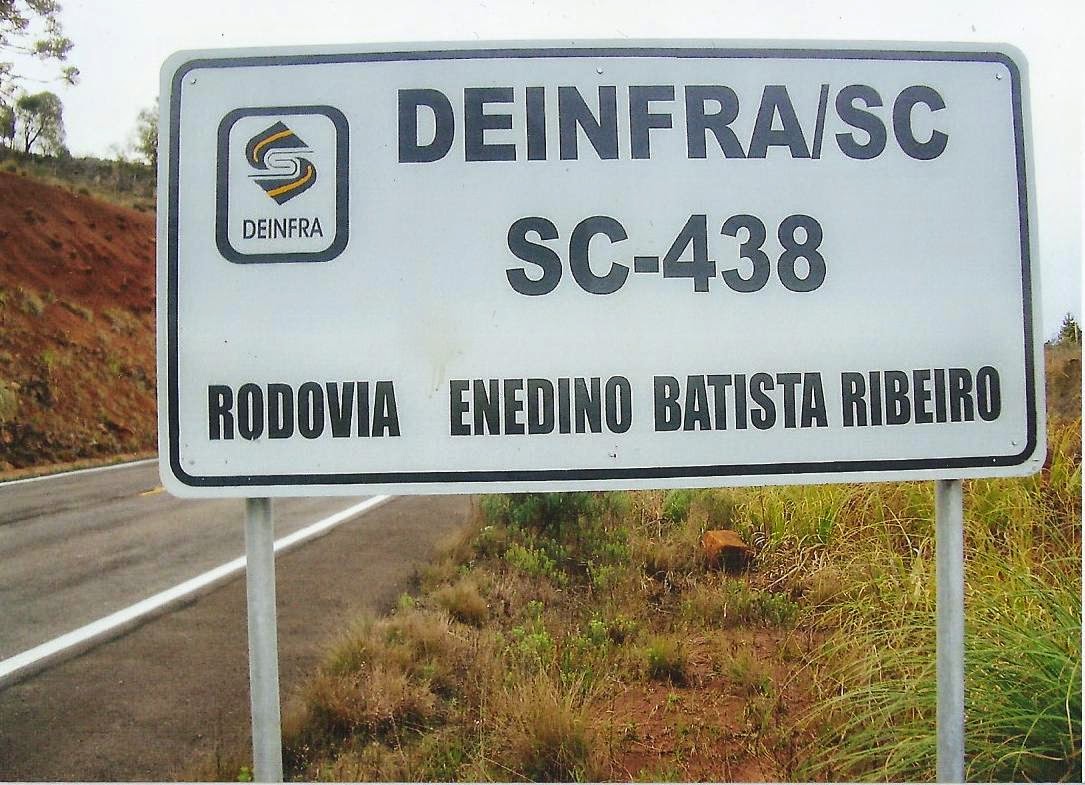 DEINFRA/SC
DEINFRA
SC-438
RODOVIA ENEDINO BATISTA RIBEIRO